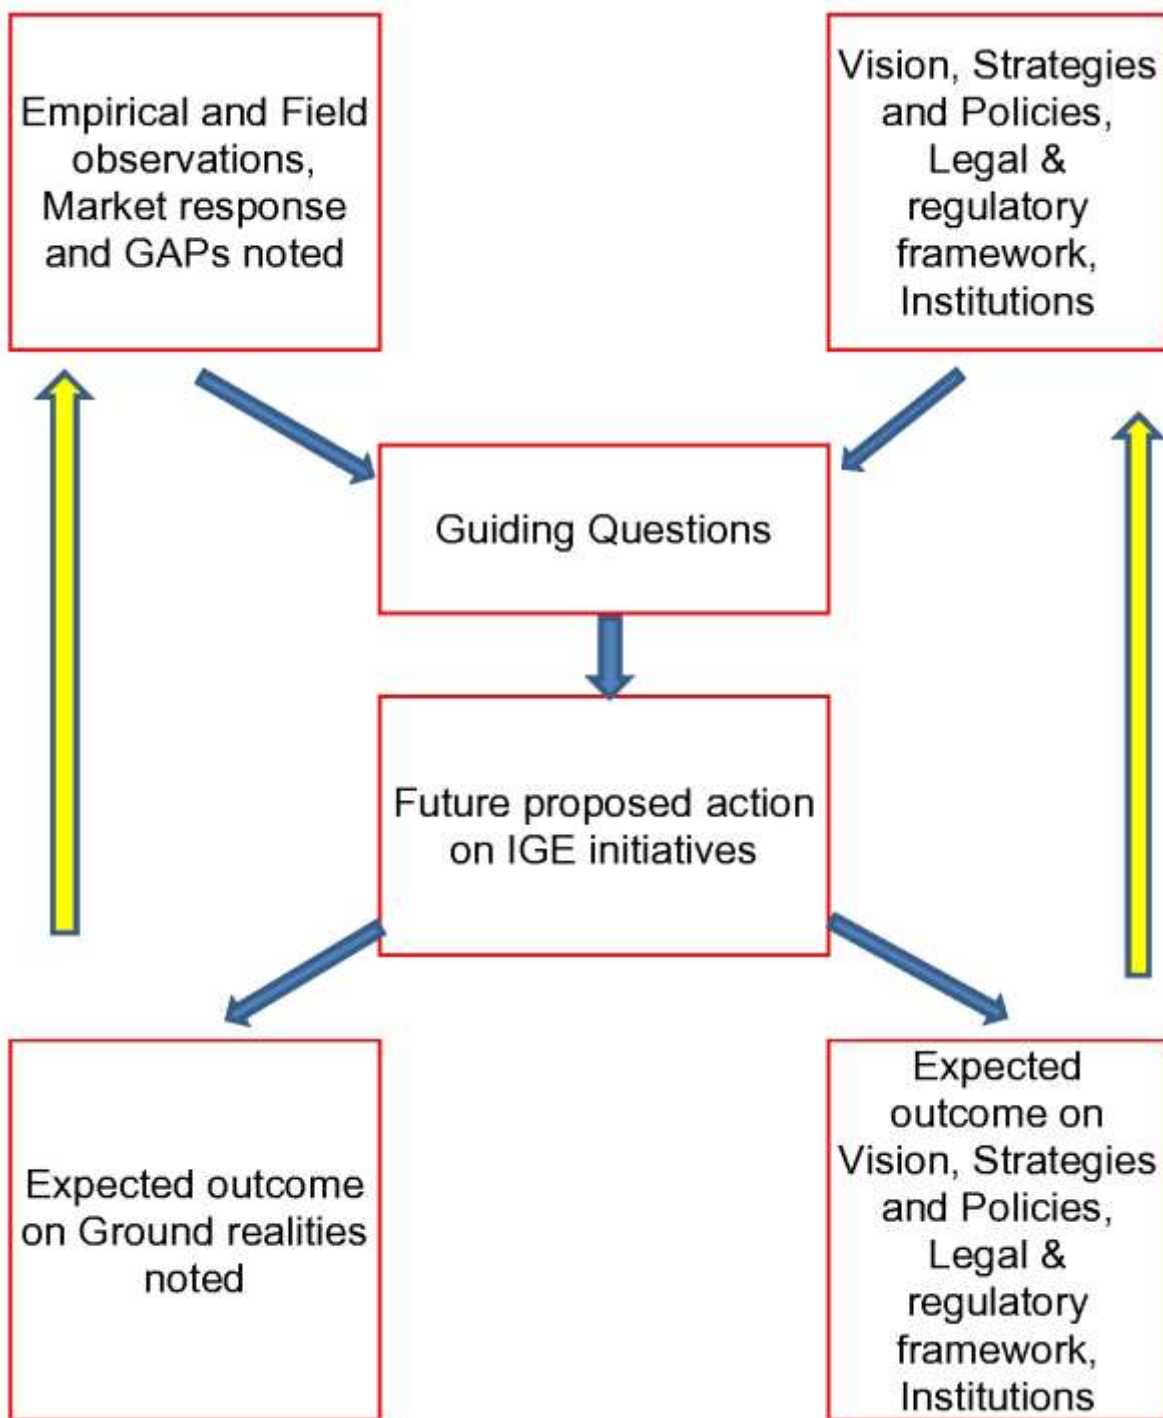 Empirical and Field
observations,
Market response
and GAPs noted
Vision, Strategies
and Policies,
Legal &
regulatory
framework,
Institutions
Guiding Questions
Future proposed action
on IGE initiatives
Expected outcome
on Ground realities
noted
Expected
outcome on
Vision, Strategies
and Policies,
Legal &
regulatory
framework,
Institutions